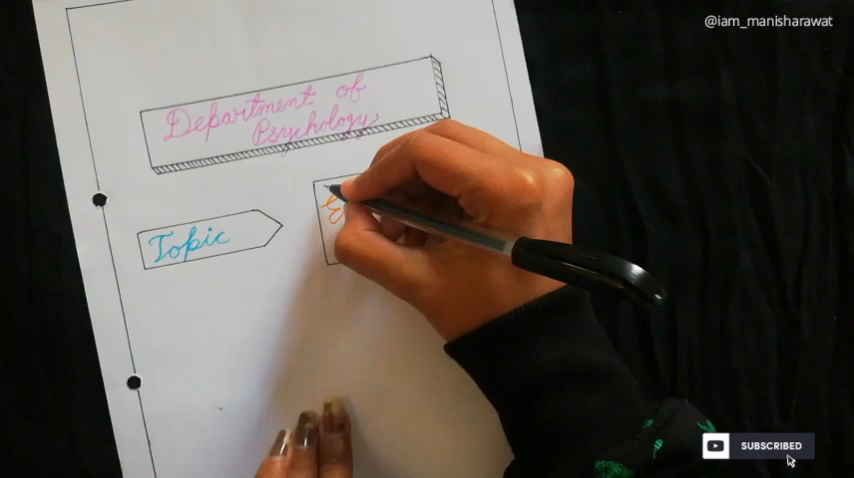 @iam_manisharawat
Department of
Psychology
Topic
SUBSCRIBED